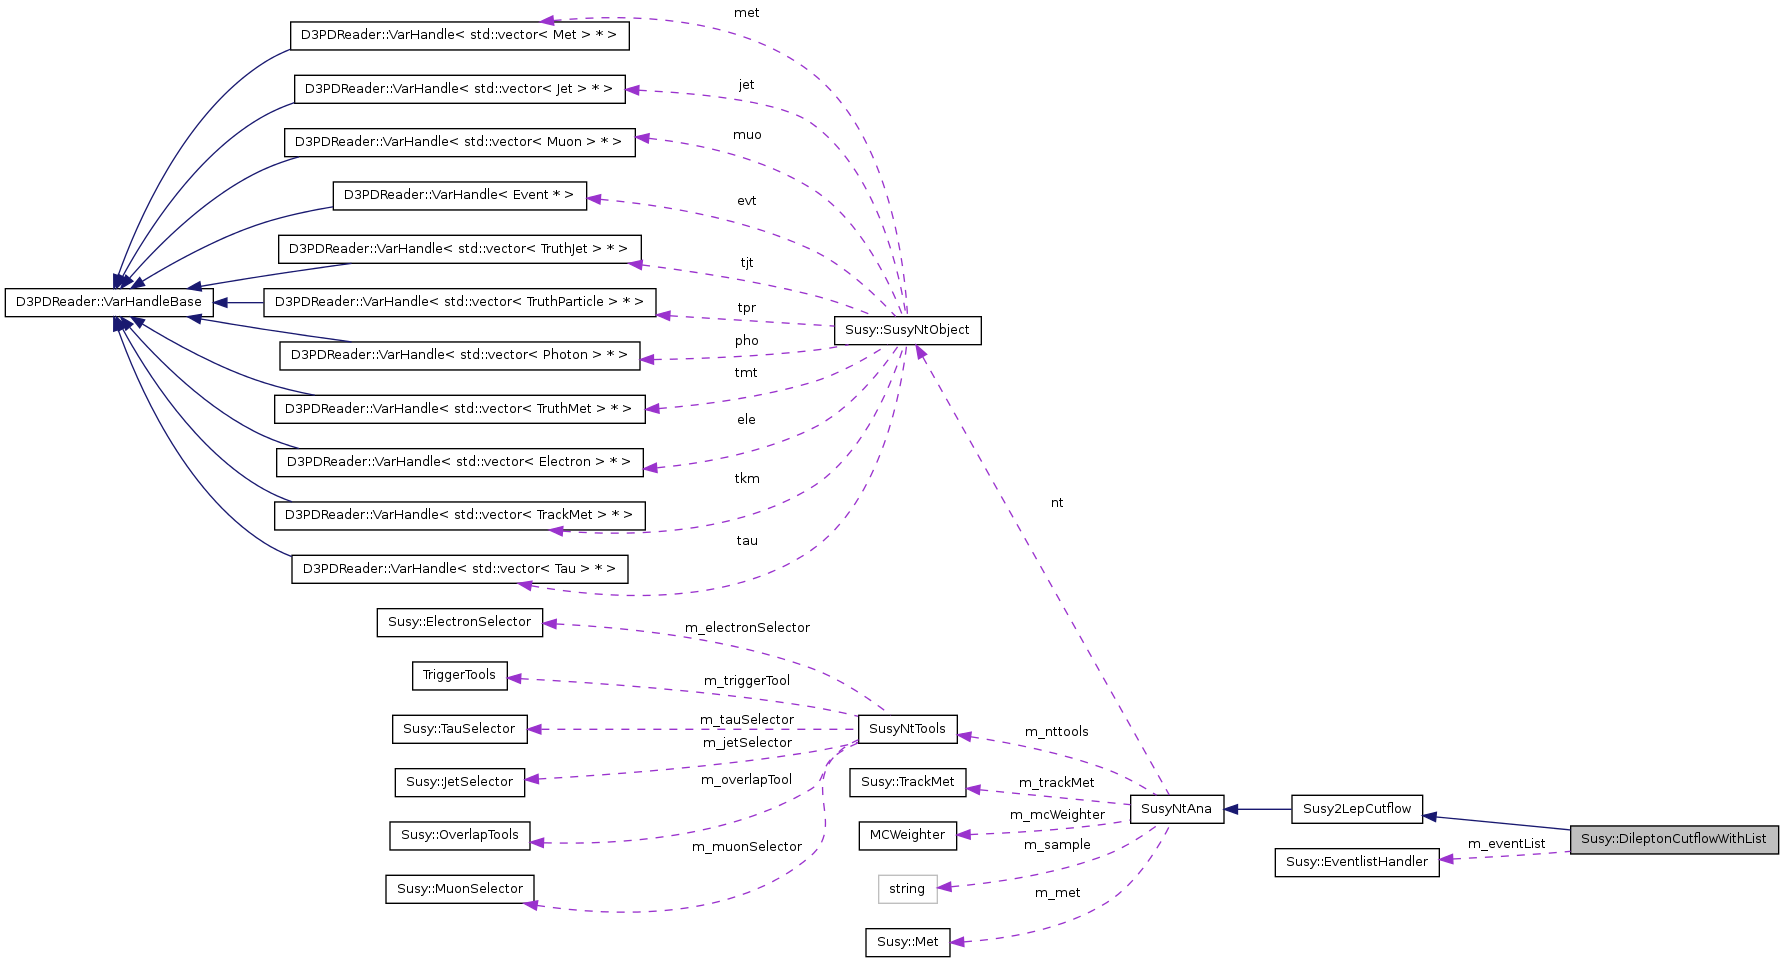 met
D3PDReader::VarHandle< std::vector< Met > * >
jet
D3PDReader::VarHandle< std::vector< Jet > * >
muo
D3PDReader::VarHandle< std::vector< Muon > * >
evt
D3PDReader::VarHandle< Event * >
tjt
D3PDReader::VarHandle< std::vector< TruthJet > * >
D3PDReader::VarHandleBase
D3PDReader::VarHandle< std::vector< TruthParticle > * >
tpr
Susy::SusyNtObject
pho
D3PDReader::VarHandle< std::vector< Photon > * >
tmt
D3PDReader::VarHandle< std::vector< TruthMet > * >
ele
D3PDReader::VarHandle< std::vector< Electron > * >
tkm
nt
D3PDReader::VarHandle< std::vector< TrackMet > * >
tau
D3PDReader::VarHandle< std::vector< Tau > * >
Susy::ElectronSelector
m_electronSelector
TriggerTools
m_triggerTool
Susy::TauSelector
m_tauSelector
SusyNtTools
m_nttools
m_jetSelector
Susy::JetSelector
m_overlapTool
Susy::TrackMet
m_trackMet
SusyNtAna
Susy2LepCutflow
m_mcWeighter
Susy::OverlapTools
MCWeighter
Susy::DileptonCutflowWithList
m_muonSelector
m_sample
m_eventList
Susy::EventlistHandler
Susy::MuonSelector
string
m_met
Susy::Met